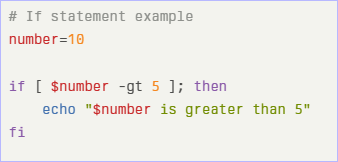 # If statement example
number=10

if [ $number -gt 5 ]; then
    echo "$number is greater than 5"
fi